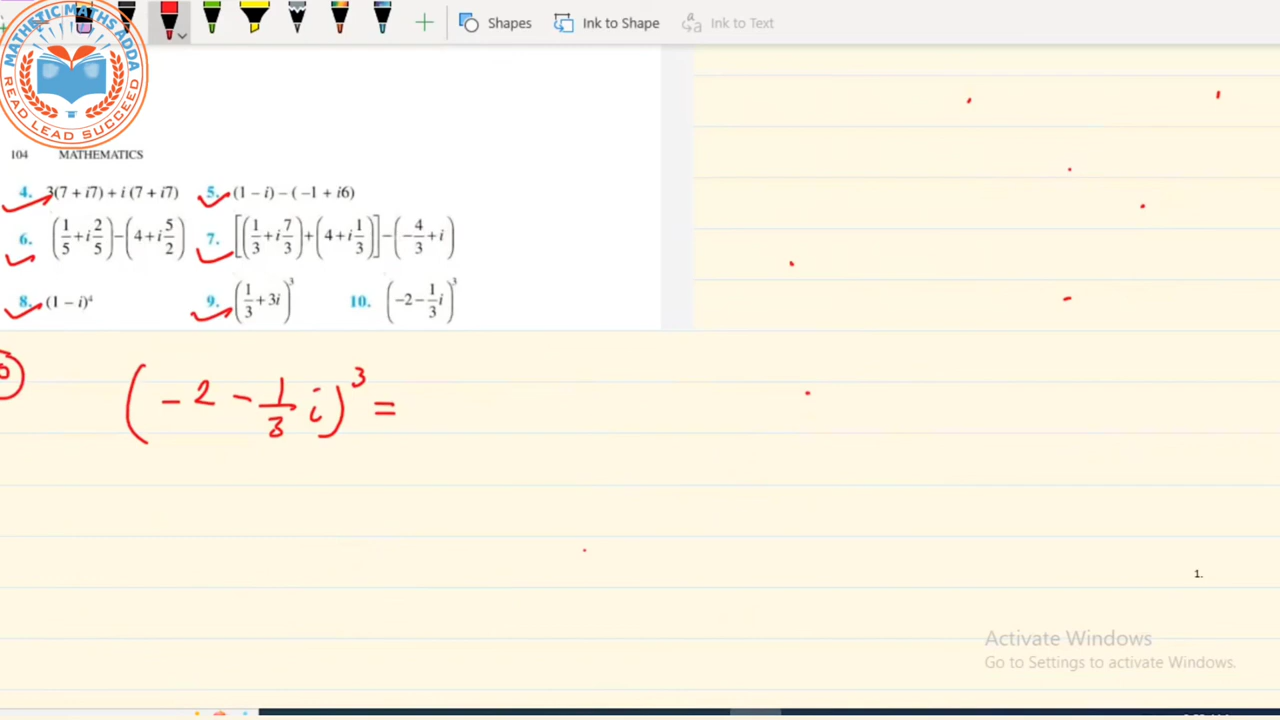 Shapes Ink to Shape Ink to Text
MATHETIC MATHS ADDA
READ LEAD SUCCEED
104 MATHEMATICS
4. 3(7 + i7) + i (7 + i7) 5. (1 – i) – ( –1 + i6)
6. (1/5 + i 2/5) – (4 + i 5/2) 7. [(1/3 + i 7/3) + (4 + i 1/3)] – (–4/3 + i)
8. (1 – i)⁴ 9. (1/3 + 3i)³ 10. (–2 – 1/3 i)³
(-2 - 1/3 i)³ =
1.
Activate Windows
Go to Settings to activate Windows.